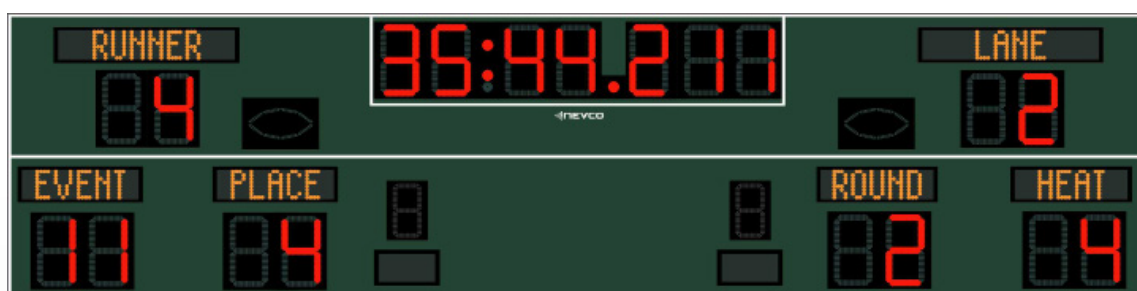 RUNNER
35:44.211
LANE
4
2
NEVCO
EVENT
PLACE
ROUND
HEAT
11
4
2
4